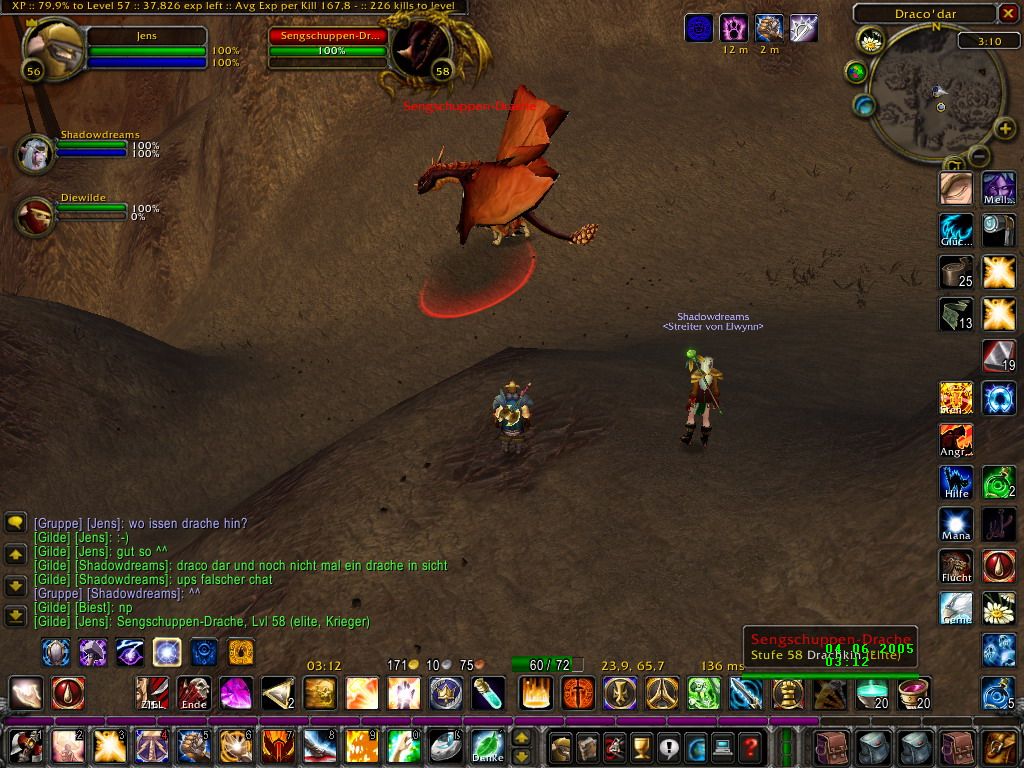 XP :: 79,9% to Level 57 :: 37,826 exp left :: Avg Exp per Kill 167.8 - :: 226 kills to level
Jens
100%
100%
56
Sengschuppen-Dr...
100%
58
12 m
2 m
Draco'dar
N
3:10
Shadowdreams
100%
100%
Diewilde
100%
0%
Sengschuppen-Drache
Shadowdreams
<Streiter von Elwynn>
25
13
19
Angr..
Hilfe
2
Mana
Flucht
[Gruppe] [Jens]: wo issen drache hin?
[Gilde] [Jens]: :-)
[Gilde] [Jens]: gut so ^^
[Gilde] [Shadowdreams]: draco dar und noch nicht mal ein drache in sicht
[Gilde] [Shadowdreams]: ups falscher chat
[Gruppe] [Shadowdreams]: ^^
[Gilde] [Biest]: np
[Gilde] [Jens]: Sengschuppen-Drache, Lvl 58 (elite, Krieger)
Sengschuppen-Drache
Stufe 58 Drachkin (Elite)
04.06.2005
03:12
03:12
171 10 75
60 / 72
23,9, 65,7
136 ms
ZIEL
Ende
2
20
20
5
Danke